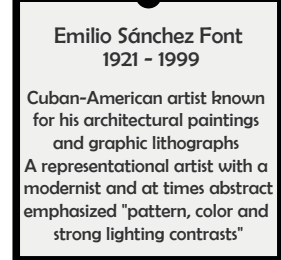 Emilio Sánchez Font
1921 - 1999
Cuban-American artist known
for his architectural paintings
and graphic lithographs
A representational artist with a
modernist and at times abstract
emphasized "pattern, color and
strong lighting contrasts"